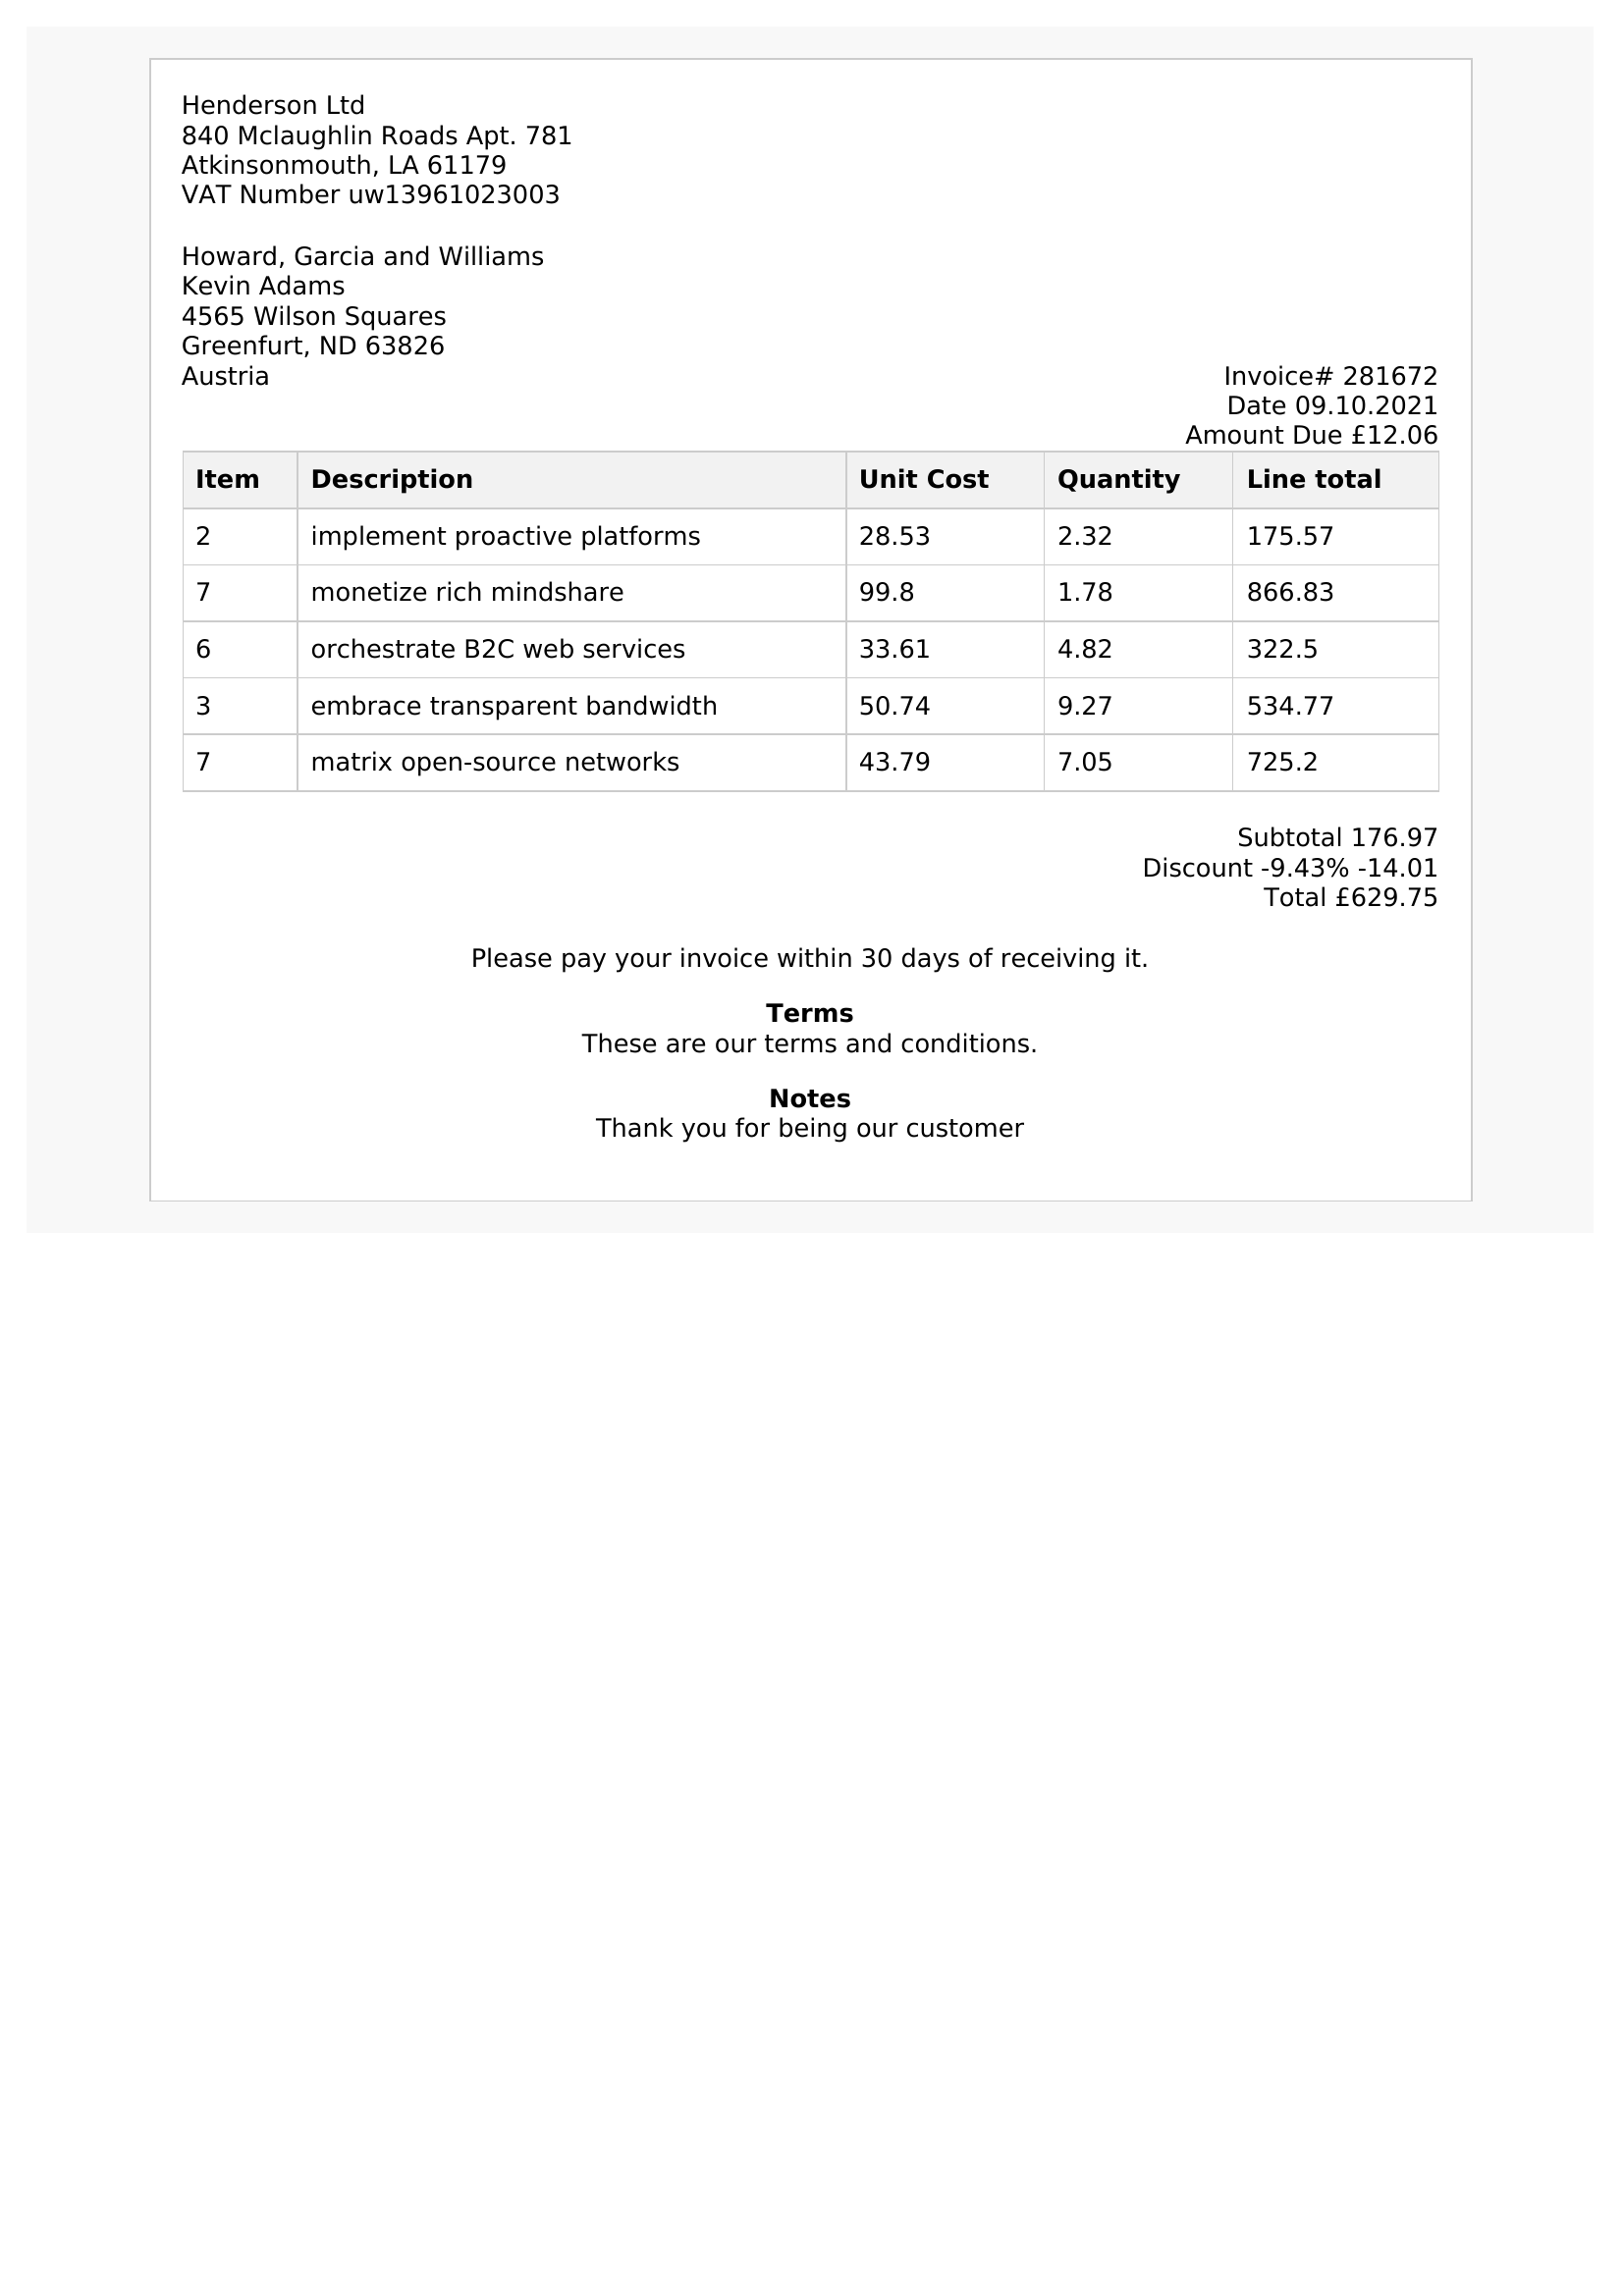 Henderson Ltd
840 Mclaughlin Roads Apt. 781
Atkinsonmouth, LA 61179
VAT Number uw13961023003
Howard, Garcia and Williams
Kevin Adams
4565 Wilson Squares
Greenfurt, ND 63826
Austria
Invoice# 281672
Date 09.10.2021
Amount Due £12.06
Item Description Unit Cost Quantity Line total
2 implement proactive platforms 28.53 2.32 175.57
7 monetize rich mindshare 99.8 1.78 866.83
6 orchestrate B2C web services 33.61 4.82 322.5
3 embrace transparent bandwidth 50.74 9.27 534.77
7 matrix open-source networks 43.79 7.05 725.2
Subtotal 176.97
Discount -9.43% -14.01
Total £629.75
Please pay your invoice within 30 days of receiving it.
Terms
These are our terms and conditions.
Notes
Thank you for being our customer